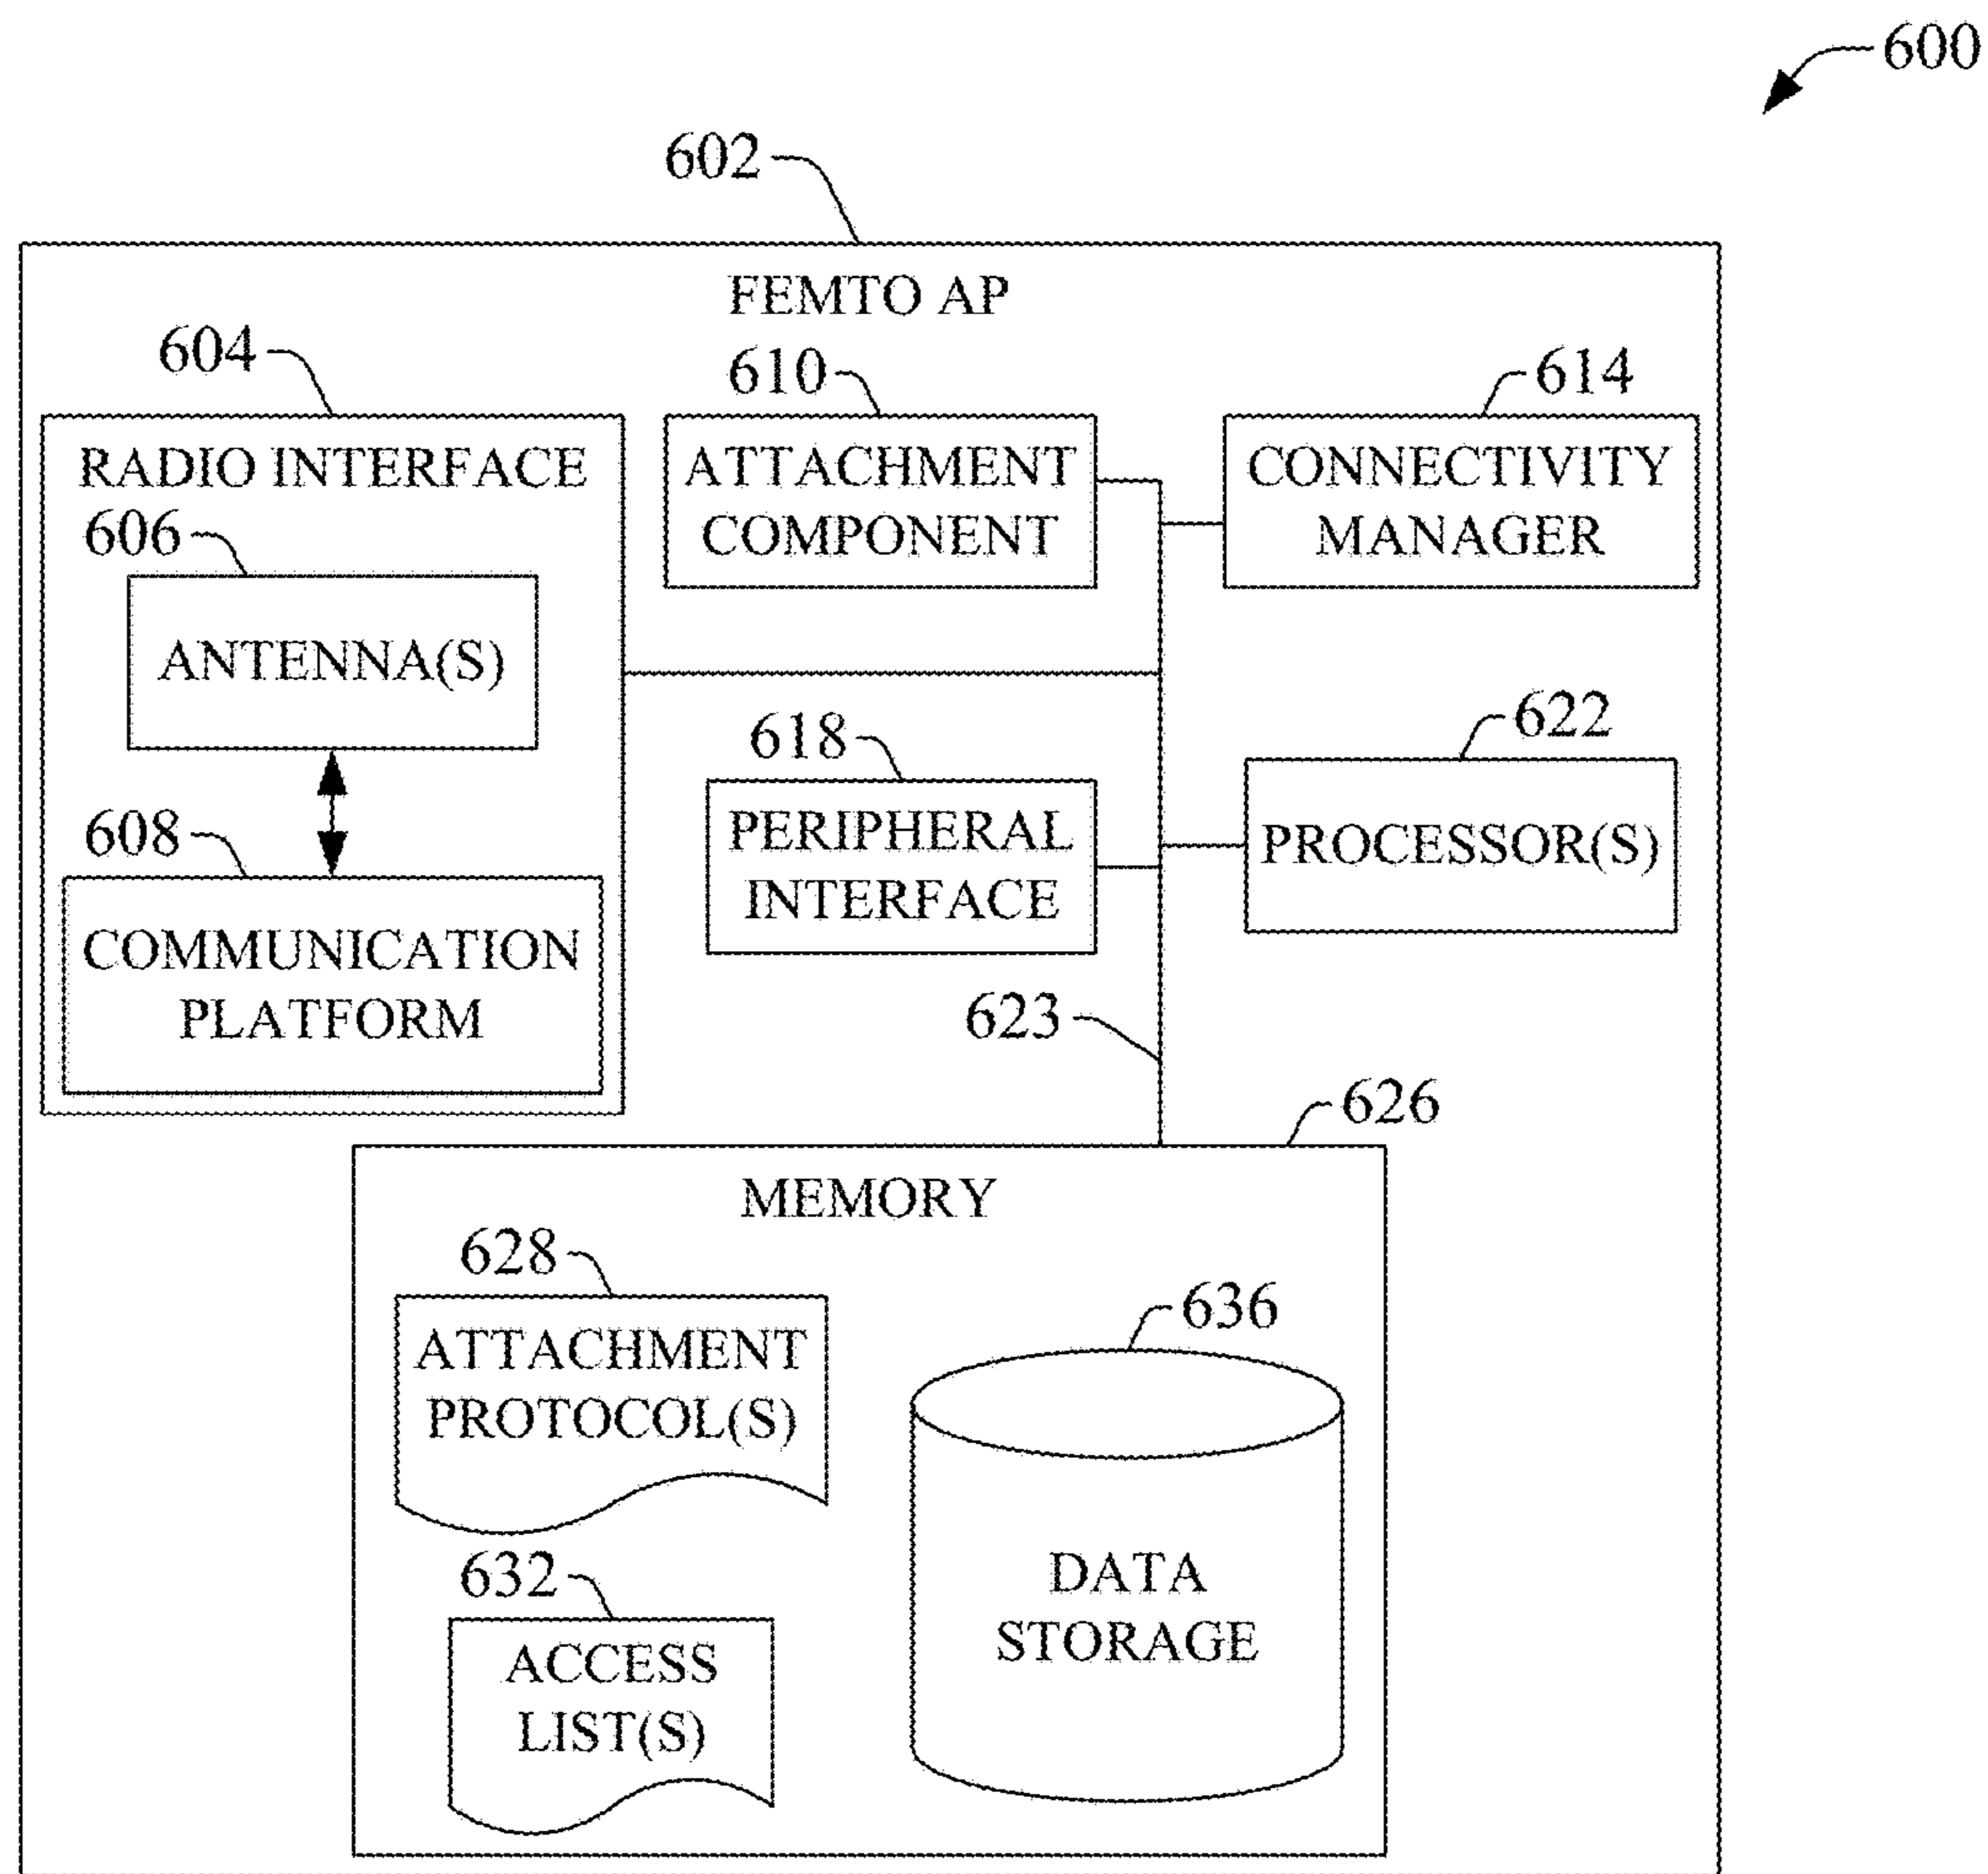 600
602
FEMTO AP
604
610
614
RADIO INTERFACE
ATTACHMENT
COMPONENT
CONNECTIVITY
MANAGER
606
ANTENNA(S)
618
622
608
PERIPHERAL
INTERFACE
PROCESSOR(S)
COMMUNICATION
PLATFORM
623
626
MEMORY
628
636
ATTACHMENT
PROTOCOL(S)
632
DATA
STORAGE
ACCESS
LIST(S)